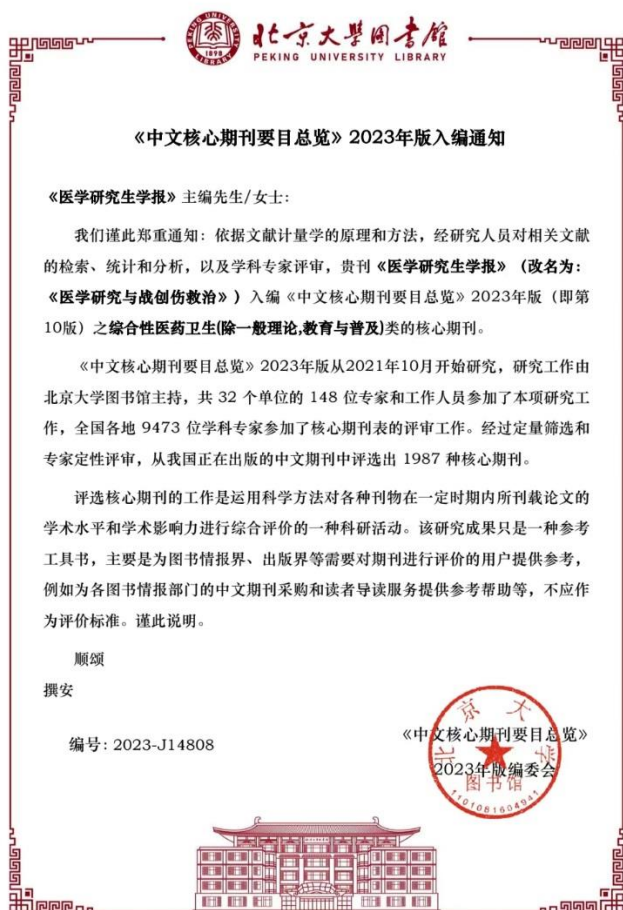 1898
北京大学图书馆
PEKING UNIVERSITY LIBRARY
《中文核心期刊要目总览》2023年版入编通知
《医学研究生学报》主编先生/女士：
我们谨此郑重通知：依据文献计量学的原理和方法，经研究人员对相关文献
的检索、统计和分析，以及学科专家评审，贵刊《医学研究生学报》（改名为：
《医学研究与战创伤救治》）入编《中文核心期刊要目总览》2023年版（即第
10版）之综合性医药卫生(除一般理论,教育与普及)类的核心期刊。
《中文核心期刊要目总览》2023年版从2021年10月开始研究，研究工作由
北京大学图书馆主持，共 32 个单位的 148 位专家和工作人员参加了本项研究工
作，全国各地 9473 位学科专家参加了核心期刊表的评审工作。经过定量筛选和
专家定性评审，从我国正在出版的中文期刊中评选出 1987 种核心期刊。
评选核心期刊的工作是运用科学方法对各种刊物在一定时期内所刊载论文的
学术水平和学术影响力进行综合评价的一种科研活动。该研究成果只是一种参考
工具书，主要是为图书情报界、出版界等需要对期刊进行评价的用户提供参考，
例如为各图书情报部门的中文期刊采购和读者导读服务提供参考帮助等，不应作
为评价标准。谨此说明。
顺颂
撰安
编号：2023-J14808
《中文核心期刊要目总览》
2023年版编委会
北京大学
图书馆
1101081604941